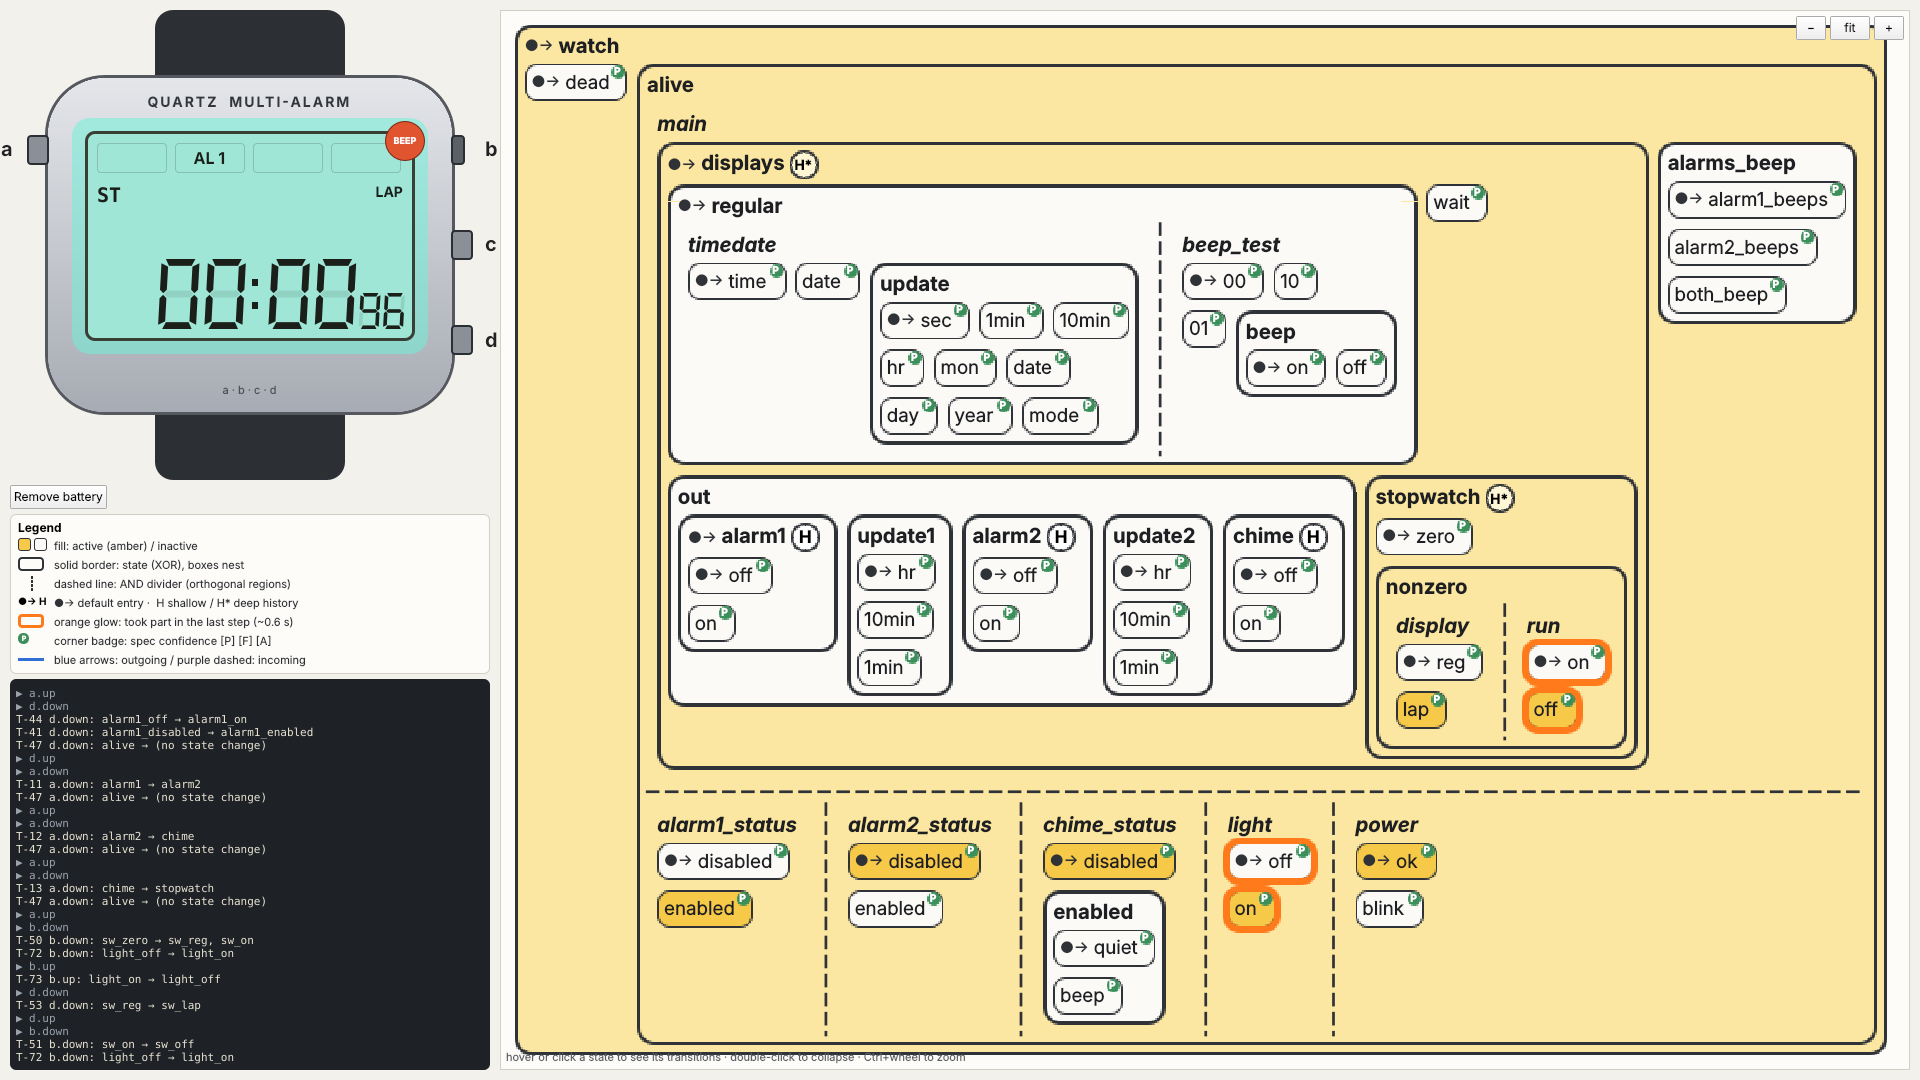 QUARTZ MULTI-ALARM
BEEP
AL 1
ST
LAP
00:00 96
a
b
c
d
a · b · c · d
Remove battery
Legend
fill: active (amber) / inactive
solid border: state (XOR), boxes nest
dashed line: AND divider (orthogonal regions)
●→ H ●→ default entry · H shallow / H* deep history
orange glow: took part in the last step (~0.6 s)
P corner badge: spec confidence [P] [F] [A]
blue arrows: outgoing / purple dashed: incoming
▶ a.up
▶ d.down
T-44 d.down: alarm1_off → alarm1_on
T-41 d.down: alarm1_disabled → alarm1_enabled
T-47 d.down: alive → (no state change)
▶ d.up
▶ a.down
T-11 a.down: alarm1 → alarm2
T-47 a.down: alive → (no state change)
▶ a.up
▶ a.down
T-12 a.down: alarm2 → chime
T-47 a.down: alive → (no state change)
▶ a.up
▶ a.down
T-13 a.down: chime → stopwatch
T-47 a.down: alive → (no state change)
▶ a.up
▶ b.down
T-50 b.down: sw_zero → sw_reg, sw_on
T-72 b.down: light_off → light_on
▶ b.up
T-73 b.up: light_on → light_off
▶ d.down
T-53 d.down: sw_reg → sw_lap
▶ d.up
▶ b.down
T-51 b.down: sw_on → sw_off
T-72 b.down: light_off → light_on
− fit +
●→ watch
●→ dead P
alive
main
●→ displays H*
●→ regular
timedate
●→ time P date P
update
●→ sec P 1min P 10min P
hr P mon P date P
day P year P mode P
beep_test
●→ 00 P 10 P
01 P
beep
●→ on P off P
wait P
alarms_beep
●→ alarm1_beeps P
alarm2_beeps P
both_beep P
out
●→ alarm1 H
●→ off P
on P
update1
●→ hr P
10min P
1min P
alarm2 H
●→ off P
on P
update2
●→ hr P
10min P
1min P
chime H
●→ off P
on P
stopwatch H*
●→ zero P
nonzero
display
●→ reg P
lap P
run
●→ on P
off P
alarm1_status
●→ disabled P
enabled P
alarm2_status
●→ disabled P
enabled P
chime_status
●→ disabled P
enabled
●→ quiet P
beep P
light
●→ off P
on P
power
●→ ok P
blink P
hover or click a state to see its transitions · double-click to collapse · Ctrl+wheel to zoom